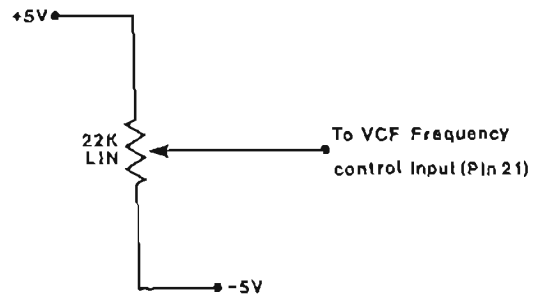 +5V
22K
LIN
To VCF Frequency
control Input (Pin 21)
-5V